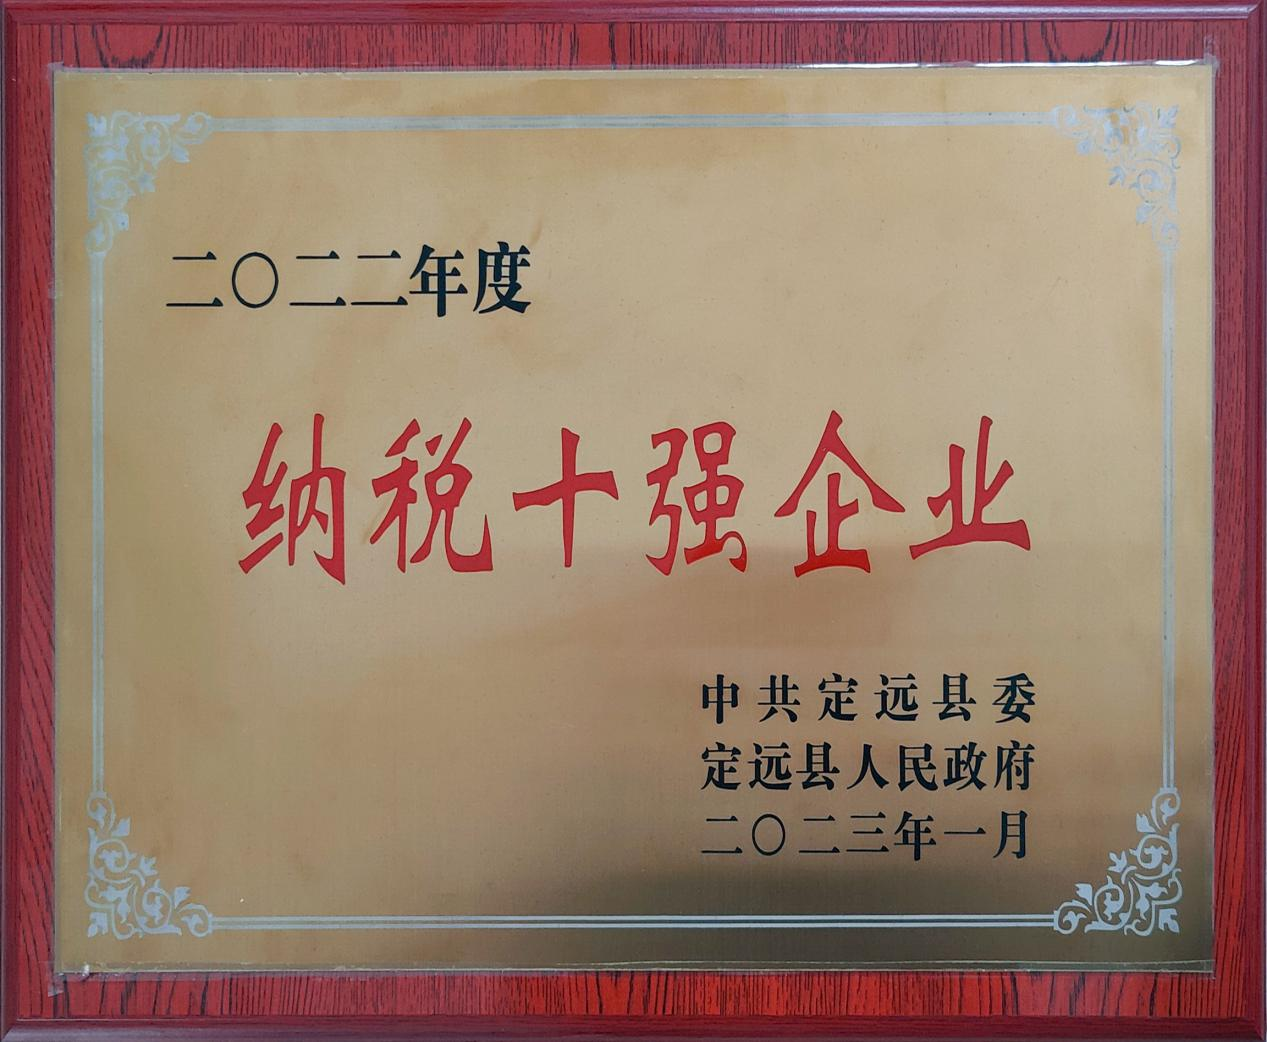 二〇二二年度
纳税十强企业
中共定远县委
定远县人民政府
二〇二三年一月